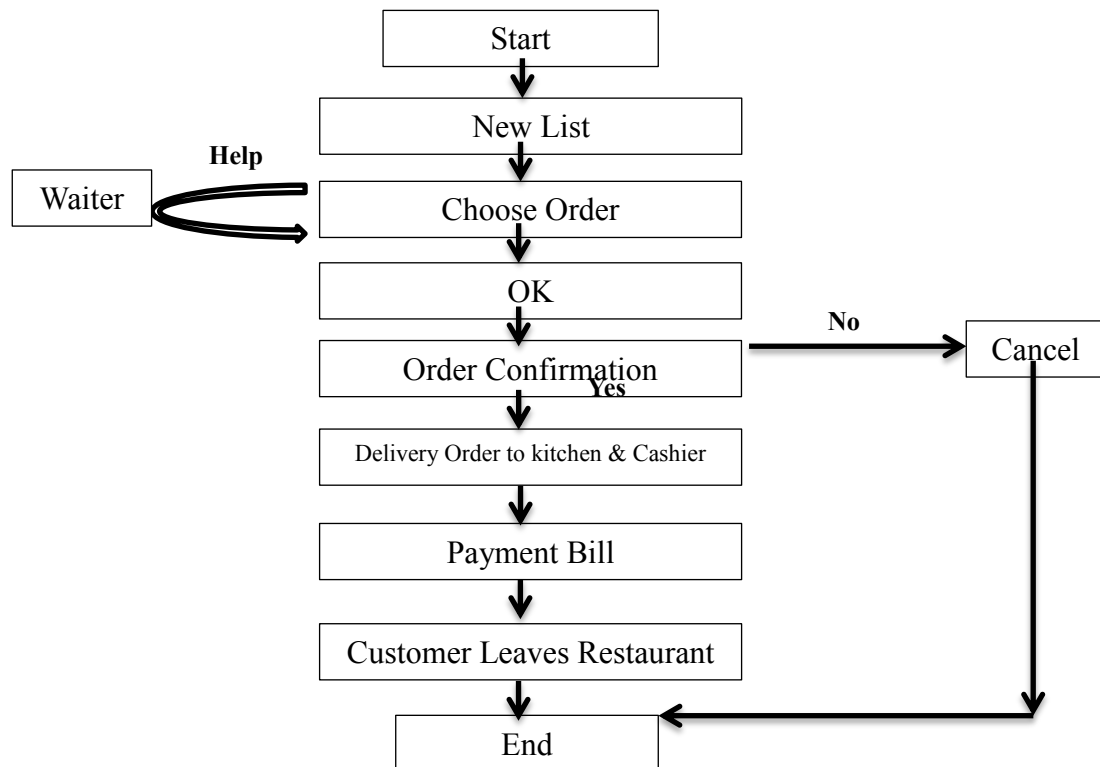 Start
New List
Help
Waiter
Choose Order
OK
No
Cancel
Order Confirmation
Yes
Delivery Order to kitchen & Cashier
Payment Bill
Customer Leaves Restaurant
End